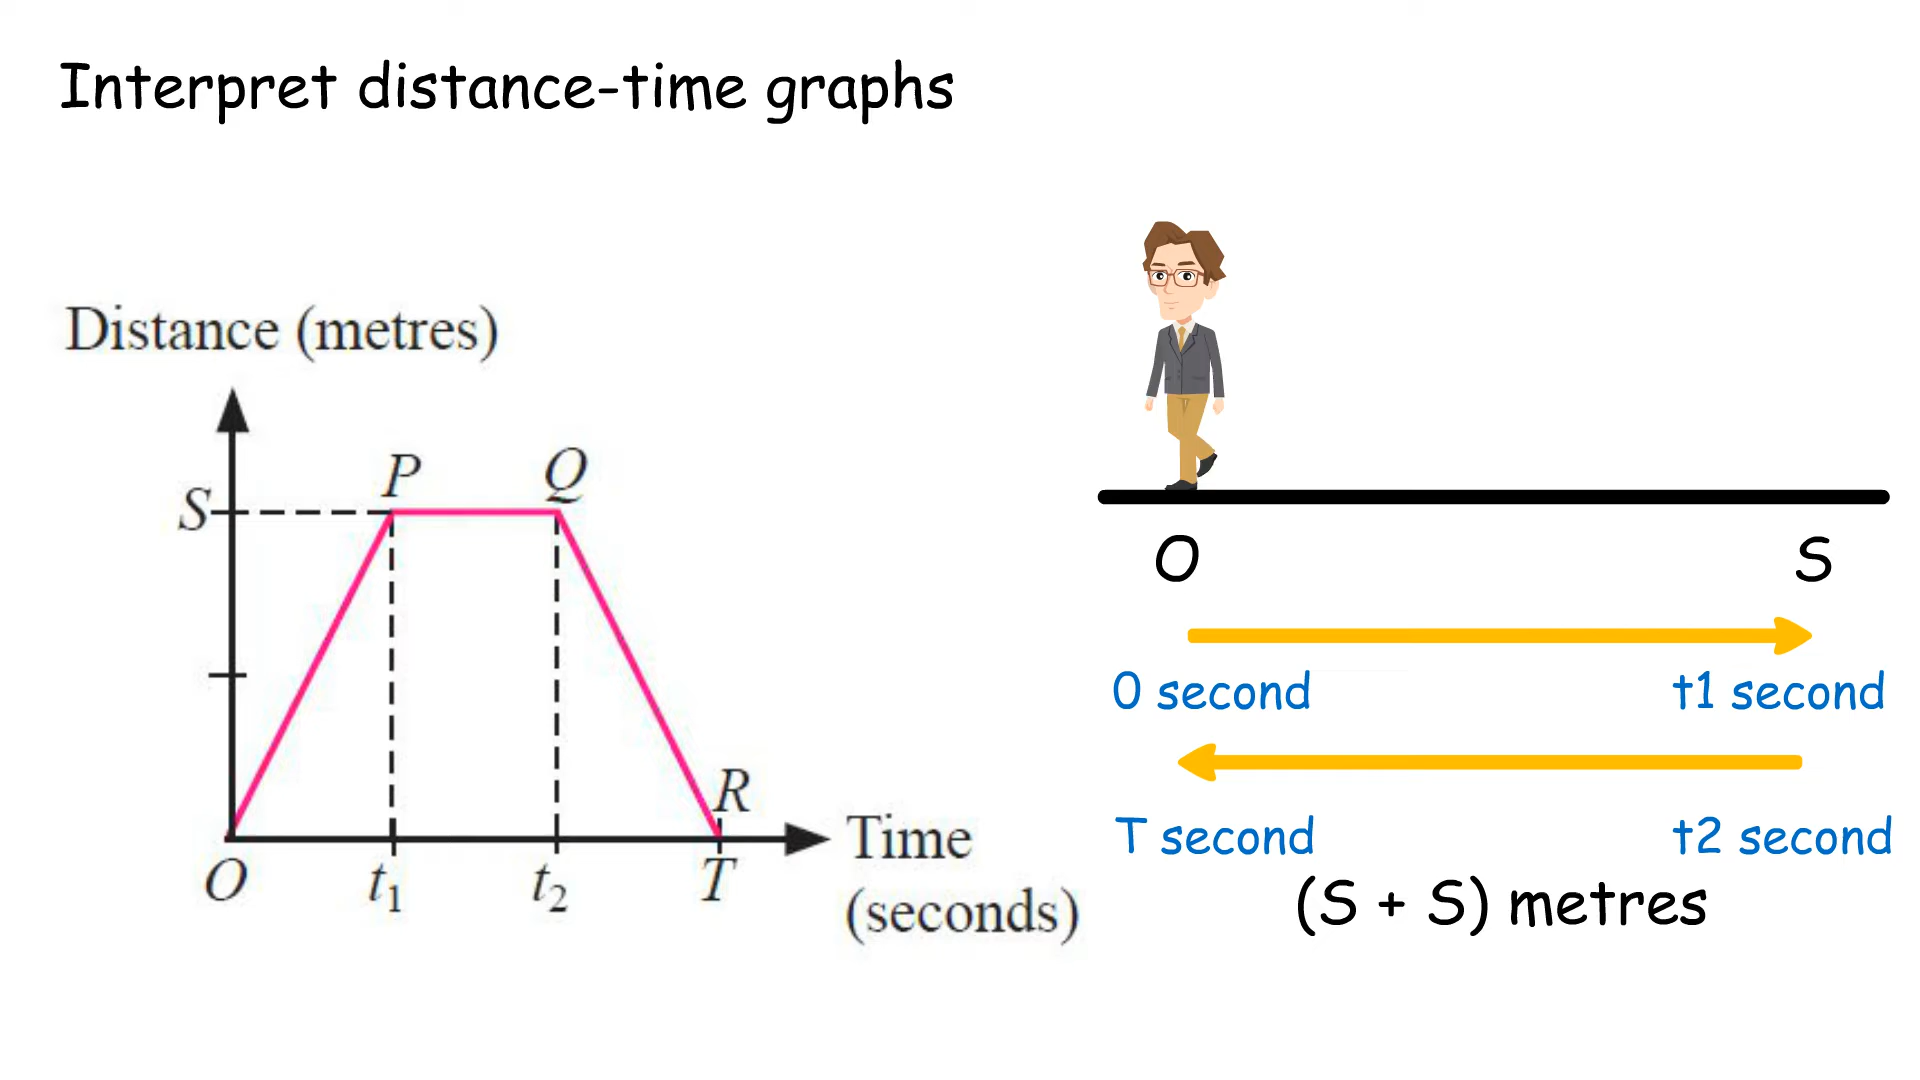 Interpret distance-time graphs
Distance (metres)
P
Q
S
R
O
t₁
t₂
T
Time
(seconds)
O
S
0 second
t1 second
T second
t2 second
(S + S) metres